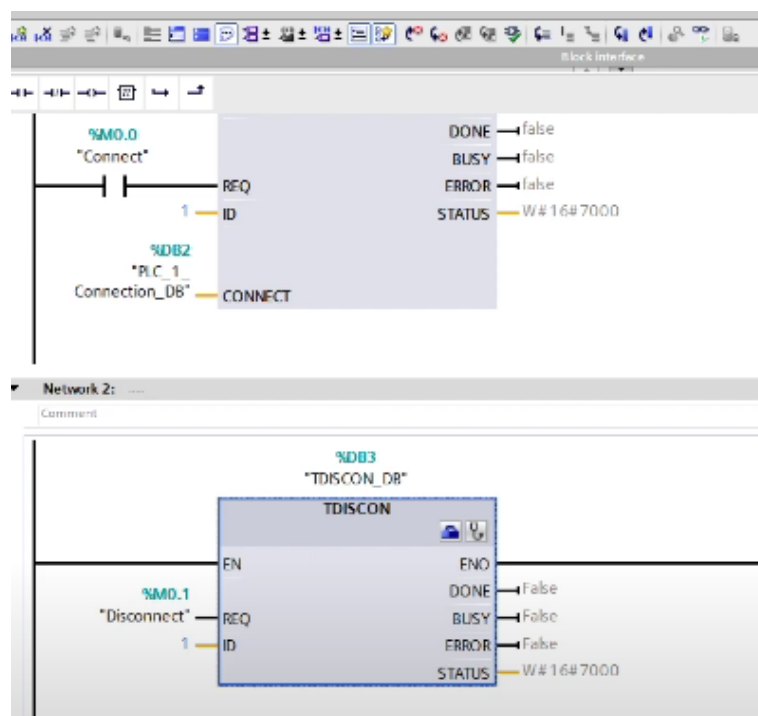 Block interface
%M0.0
"Connect"
DONE false
BUSY false
REQ ERROR false
1 ID STATUS W#16#7000
%DB2
"PLC_1_
Connection_DB" CONNECT
Network 2: .....
Comment
%DB3
"TDISCON_DB"
TDISCON
EN ENO
%M0.1 DONE False
"Disconnect" REQ BUSY False
1 ID ERROR False
STATUS W#16#7000